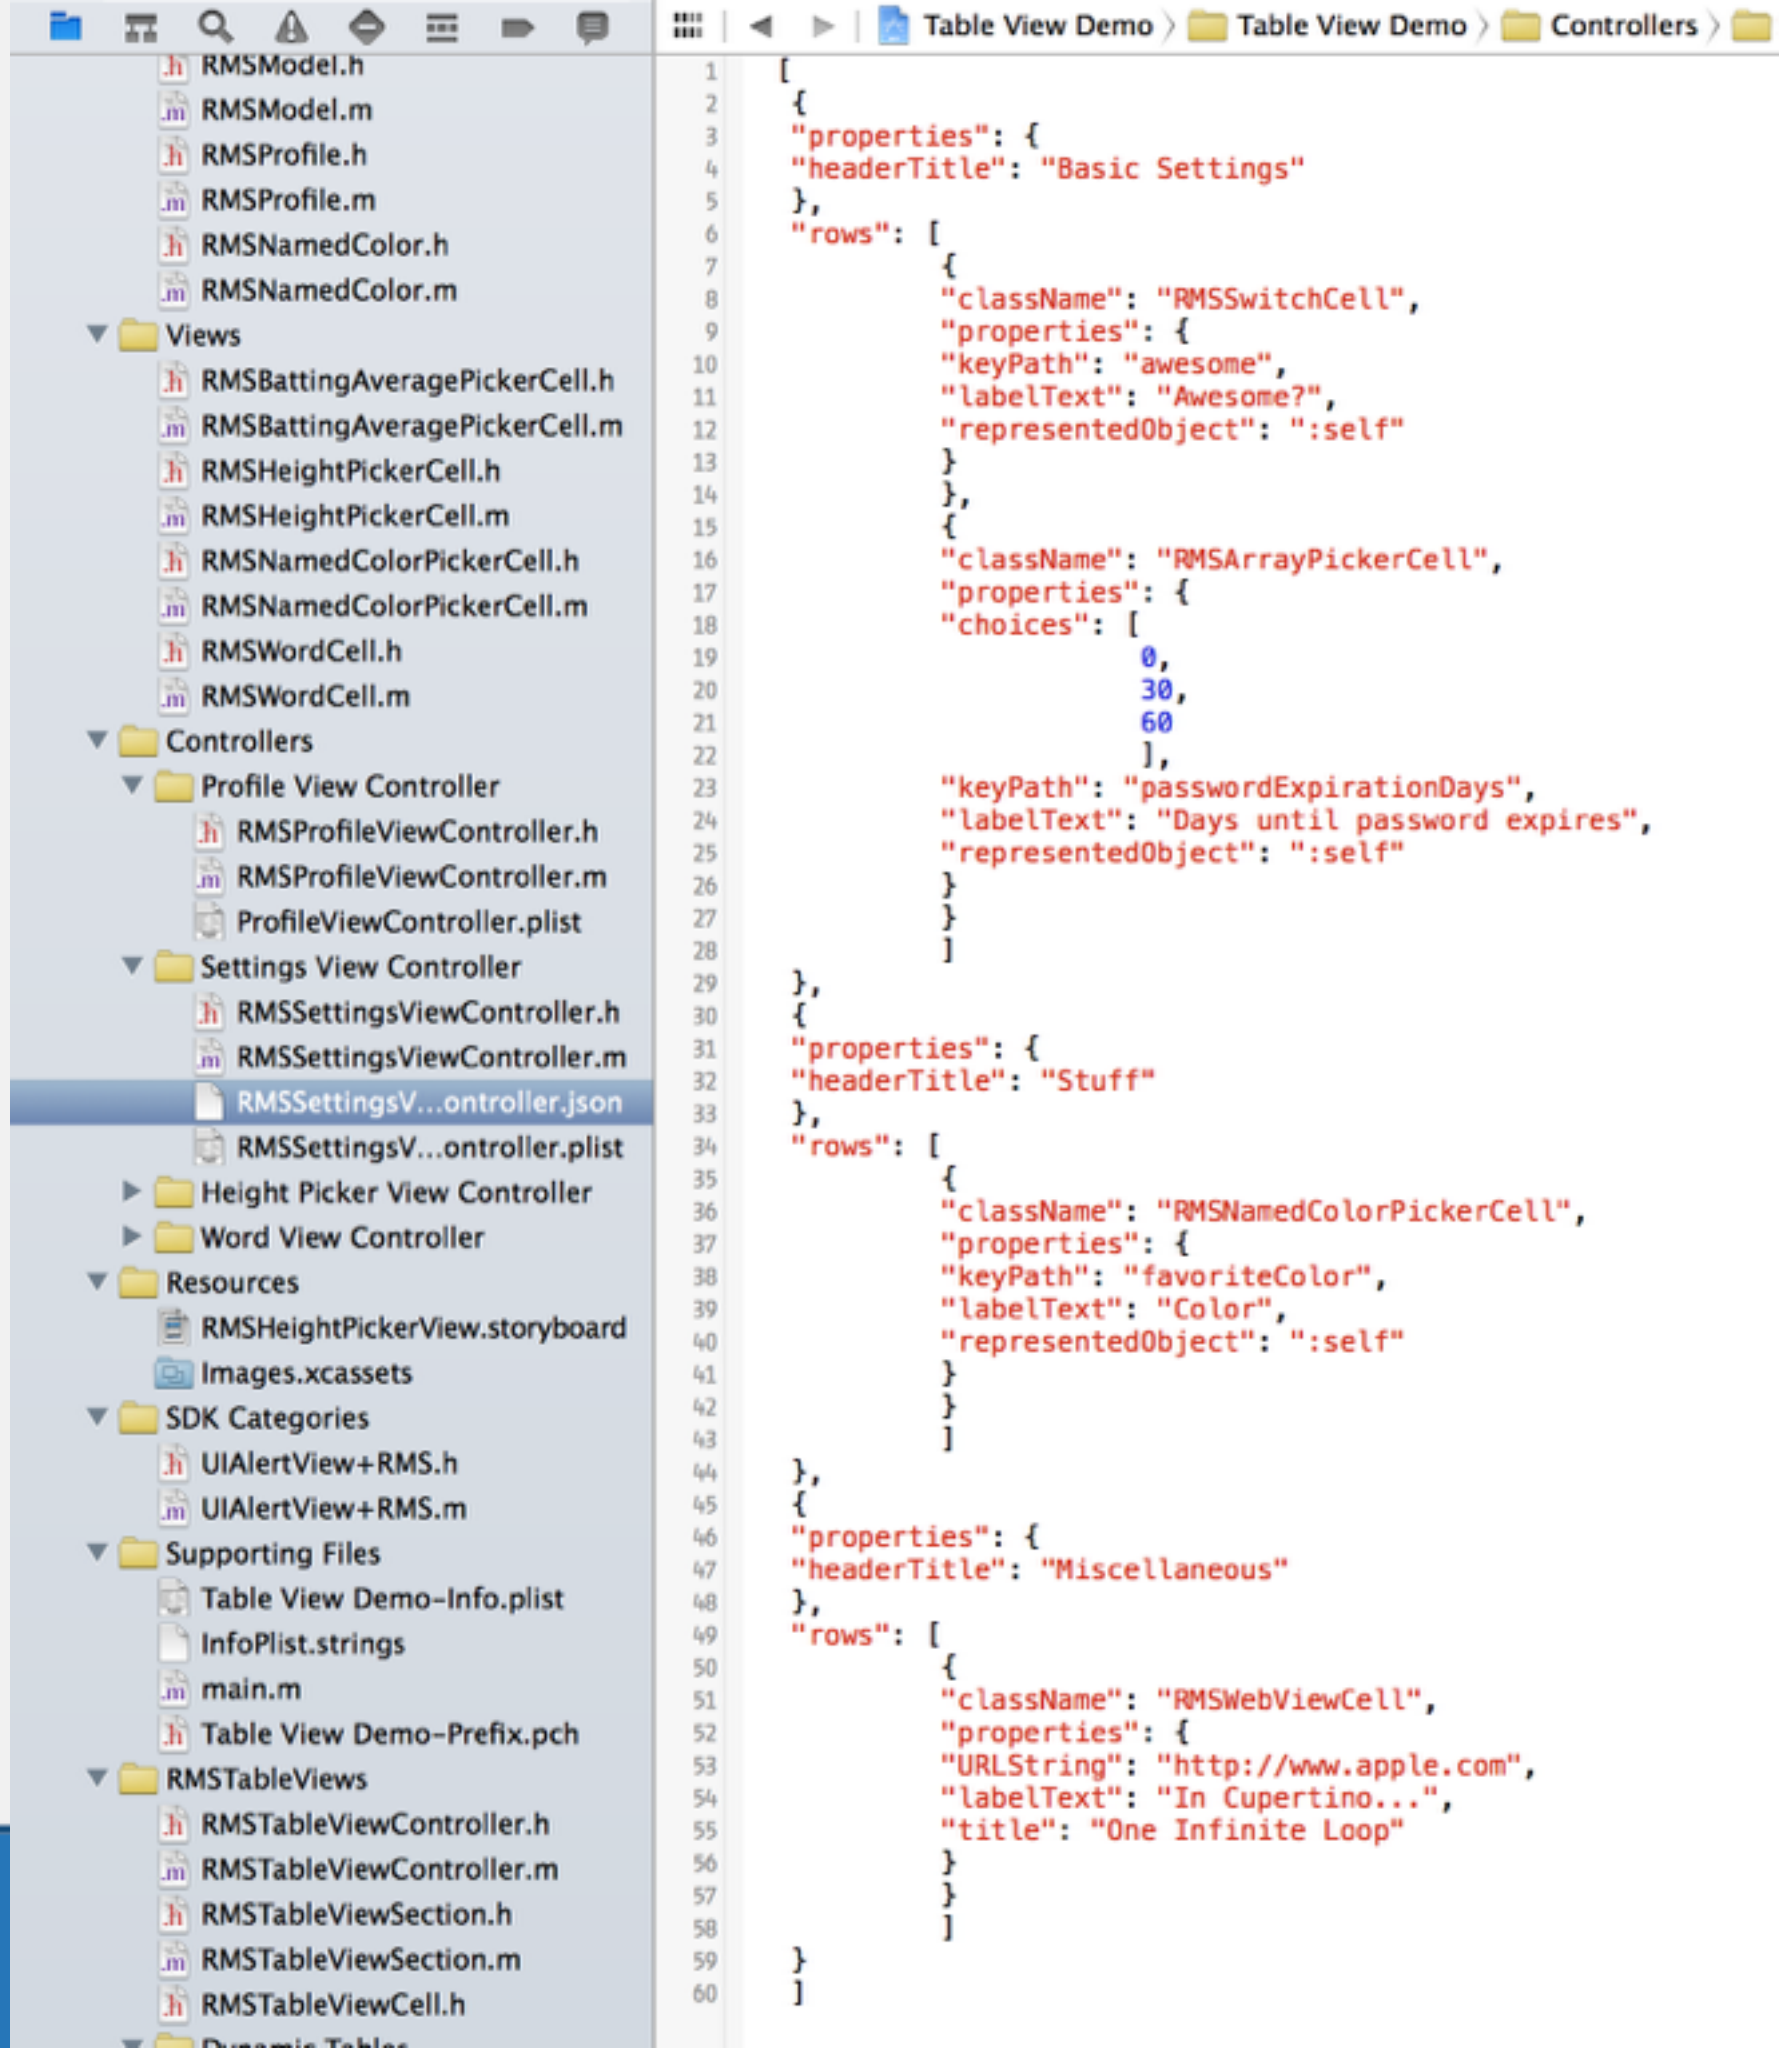 Table View Demo Table View Demo Controllers
RMSModel.h
RMSModel.m
RMSProfile.h
RMSProfile.m
RMSNamedColor.h
RMSNamedColor.m
Views
RMSBattingAveragePickerCell.h
RMSBattingAveragePickerCell.m
RMSHeightPickerCell.h
RMSHeightPickerCell.m
RMSNamedColorPickerCell.h
RMSNamedColorPickerCell.m
RMSWordCell.h
RMSWordCell.m
Controllers
Profile View Controller
RMSProfileViewController.h
RMSProfileViewController.m
ProfileViewController.plist
Settings View Controller
RMSSettingsViewController.h
RMSSettingsViewController.m
RMSSettingsV...ontroller.json
RMSSettingsV...ontroller.plist
Height Picker View Controller
Word View Controller
Resources
RMSHeightPickerView.storyboard
Images.xcassets
SDK Categories
UIAlertView+RMS.h
UIAlertView+RMS.m
Supporting Files
Table View Demo-Info.plist
InfoPlist.strings
main.m
Table View Demo-Prefix.pch
RMSTableViews
RMSTableViewController.h
RMSTableViewController.m
RMSTableViewSection.h
RMSTableViewSection.m
RMSTableViewCell.h
Dynamic Tables
1 [
2 {
3 "properties": {
4 "headerTitle": "Basic Settings"
5 },
6 "rows": [
7 {
8 "className": "RMSSwitchCell",
9 "properties": {
10 "keyPath": "awesome",
11 "labelText": "Awesome?",
12 "representedObject": ":self"
13 }
14 },
15 {
16 "className": "RMSArrayPickerCell",
17 "properties": {
18 "choices": [
19 0,
20 30,
21 60
22 ],
23 "keyPath": "passwordExpirationDays",
24 "labelText": "Days until password expires",
25 "representedObject": ":self"
26 }
27 }
28 ]
29 },
30 {
31 "properties": {
32 "headerTitle": "Stuff"
33 },
34 "rows": [
35 {
36 "className": "RMSNamedColorPickerCell",
37 "properties": {
38 "keyPath": "favoriteColor",
39 "labelText": "Color",
40 "representedObject": ":self"
41 }
42 }
43 ]
44 },
45 {
46 "properties": {
47 "headerTitle": "Miscellaneous"
48 },
49 "rows": [
50 {
51 "className": "RMSWebViewCell",
52 "properties": {
53 "URLString": "http://www.apple.com",
54 "labelText": "In Cupertino...",
55 "title": "One Infinite Loop"
56 }
57 }
58 ]
59 }
60 ]